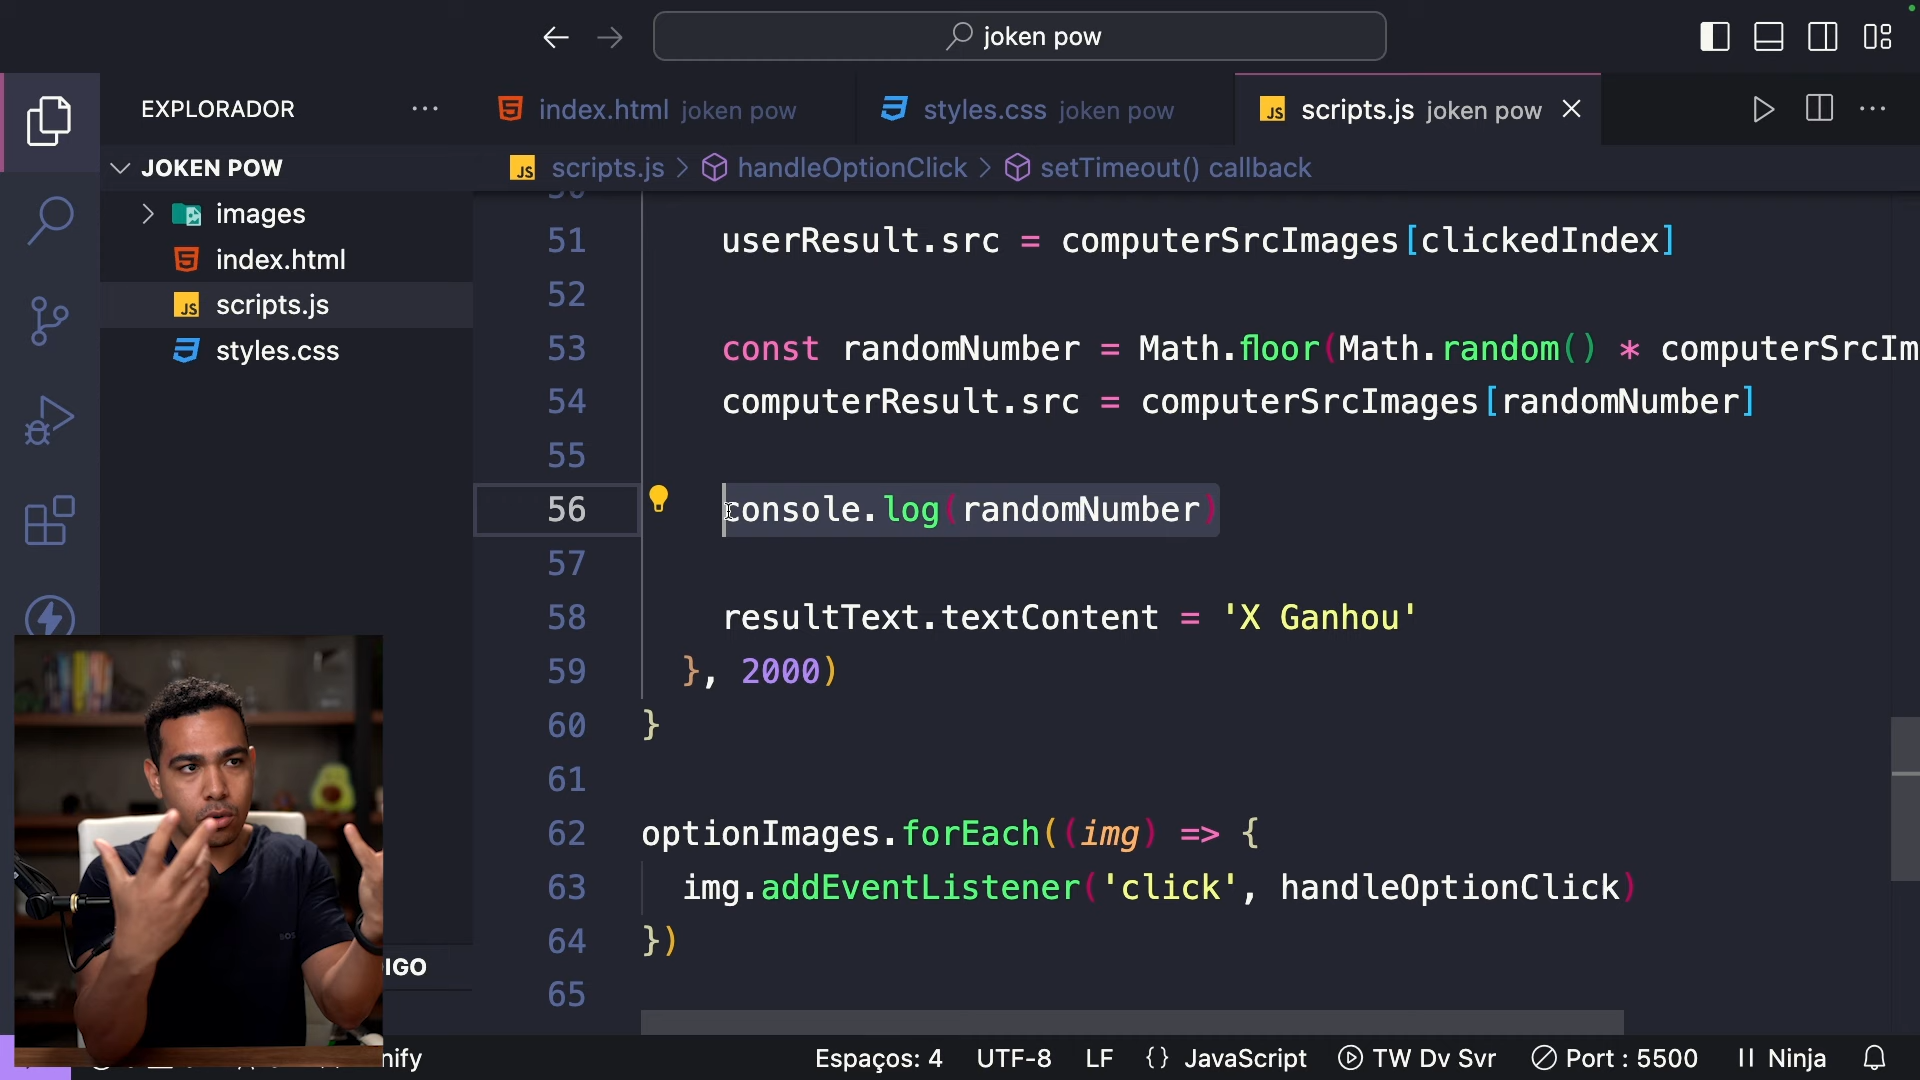 joken pow
EXPLORADOR
index.html joken pow
styles.css joken pow
JS scripts.js joken pow
JOKEN POW
JS scripts.js > handleOptionClick > setTimeout() callback
images
index.html
JS scripts.js
styles.css
51 userResult.src = computerSrcImages[clickedIndex]
52
53 const randomNumber = Math.floor(Math.random() * computerSrcIm
54 computerResult.src = computerSrcImages[randomNumber]
55
56 console.log(randomNumber)
57
58 resultText.textContent = 'X Ganhou'
59 }, 2000)
60 }
61
62 optionImages.forEach((img) => {
63 img.addEventListener('click', handleOptionClick)
64 })
65
IGO
nify
Espaços: 4 UTF-8 LF {} JavaScript TW Dv Svr Port : 5500 Ninja